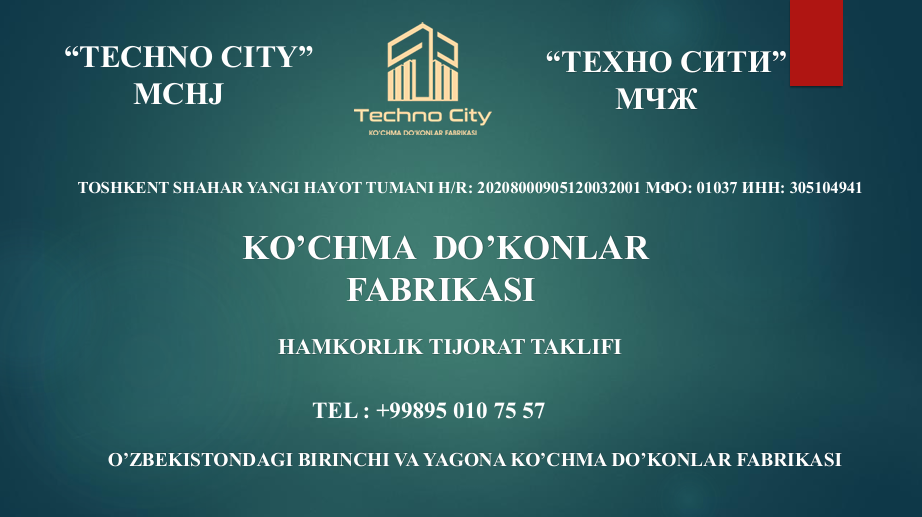 “TECHNO CITY”
MCHJ
Techno City
KO'CHMA DO'KONLAR FABRIKASI
“ТЕХНО СИТИ”
МЧЖ
TOSHKENT SHAHAR YANGI HAYOT TUMANI H/R: 20208000905120032001 МФО: 01037 ИНН: 305104941
KO’CHMA DO’KONLAR
FABRIKASI
HAMKORLIK TIJORAT TAKLIFI
TEL : +99895 010 75 57
O’ZBEKISTONDAGI BIRINCHI VA YAGONA KO’CHMA DO’KONLAR FABRIKASI